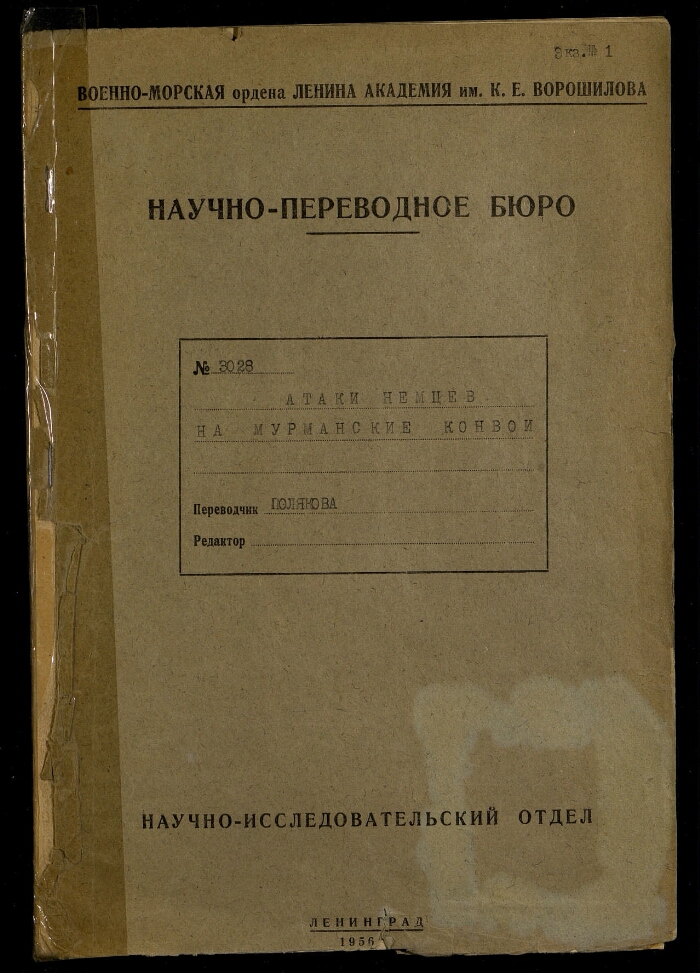 Экз.№ 1
ВОЕННО-МОРСКАЯ ордена ЛЕНИНА АКАДЕМИЯ им. К. Е. ВОРОШИЛОВА
НАУЧНО-ПЕРЕВОДНОЕ БЮРО
№ 3028
АТАКИ НЕМЦЕВ
НА МУРМАНСКИЕ КОНВОИ
Переводчик ПОЛЯКОВА
Редактор
НАУЧНО-ИССЛЕДОВАТЕЛЬСКИЙ ОТДЕЛ
ЛЕНИНГРАД
1956